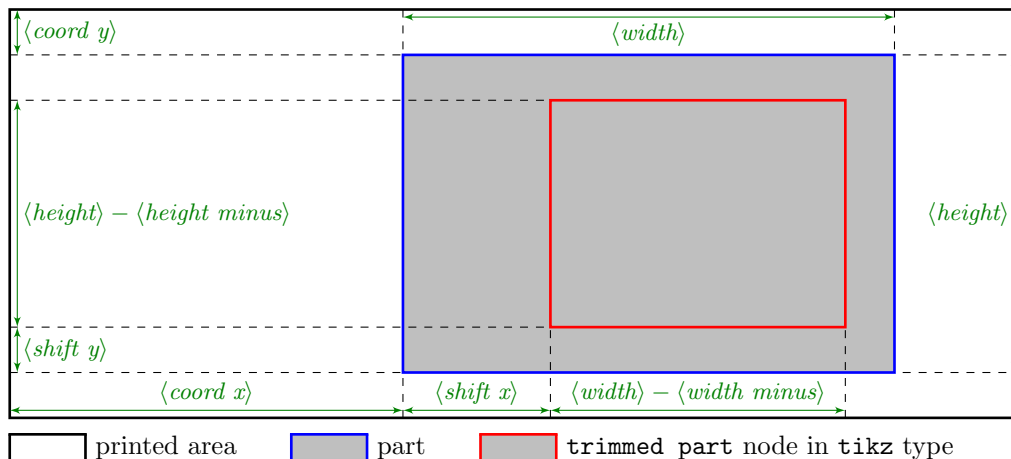 ⟨coord y⟩
⟨width⟩
⟨height⟩ − ⟨height minus⟩
⟨height⟩
⟨shift y⟩
⟨coord x⟩
⟨shift x⟩
⟨width⟩ − ⟨width minus⟩
printed area
part
trimmed part node in tikz type